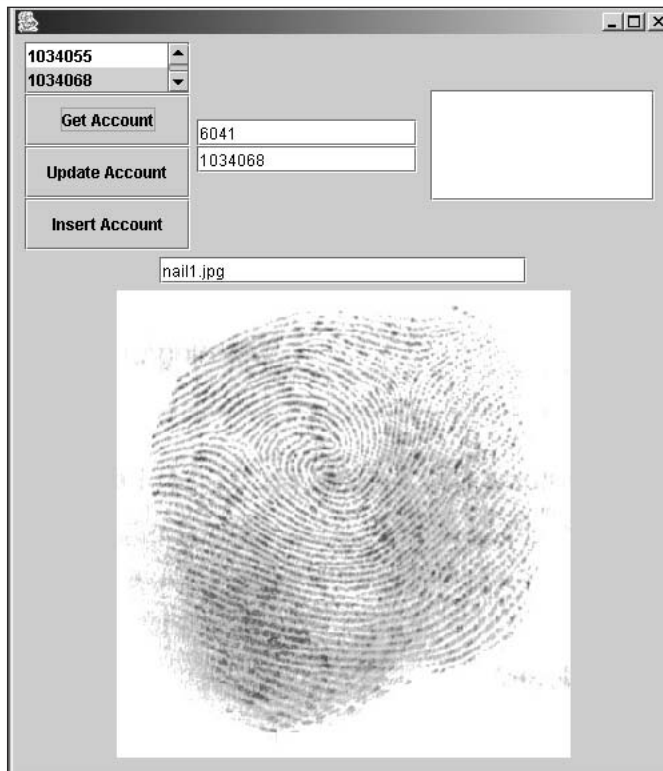 1034055
1034068
Get Account
6041
1034068
Update Account
Insert Account
nail1.jpg